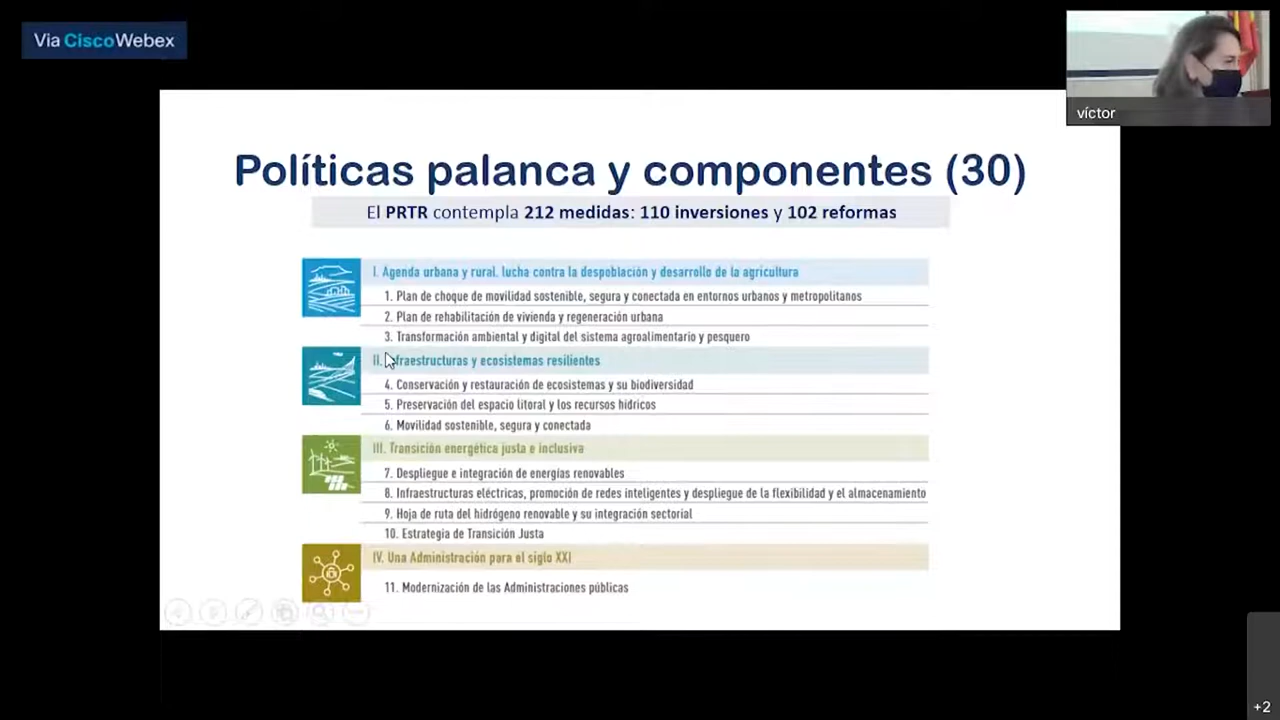 Via CiscoWebex
víctor
Políticas palanca y componentes (30)
El PRTR contempla 212 medidas: 110 inversiones y 102 reformas
I. Agenda urbana y rural, lucha contra la despoblación y desarrollo de la agricultura
1. Plan de choque de movilidad sostenible, segura y conectada en entornos urbanos y metropolitanos
2. Plan de rehabilitación de vivienda y regeneración urbana
3. Transformación ambiental y digital del sistema agroalimentario y pesquero
II. Infraestructuras y ecosistemas resilientes
4. Conservación y restauración de ecosistemas y su biodiversidad
5. Preservación del espacio litoral y los recursos hídricos
6. Movilidad sostenible, segura y conectada
III. Transición energética justa e inclusiva
7. Despliegue e integración de energías renovables
8. Infraestructuras eléctricas, promoción de redes inteligentes y despliegue de la flexibilidad y el almacenamiento
9. Hoja de ruta del hidrógeno renovable y su integración sectorial
10. Estrategia de Transición Justa
IV. Una Administración para el siglo XXI
11. Modernización de las Administraciones públicas
+2